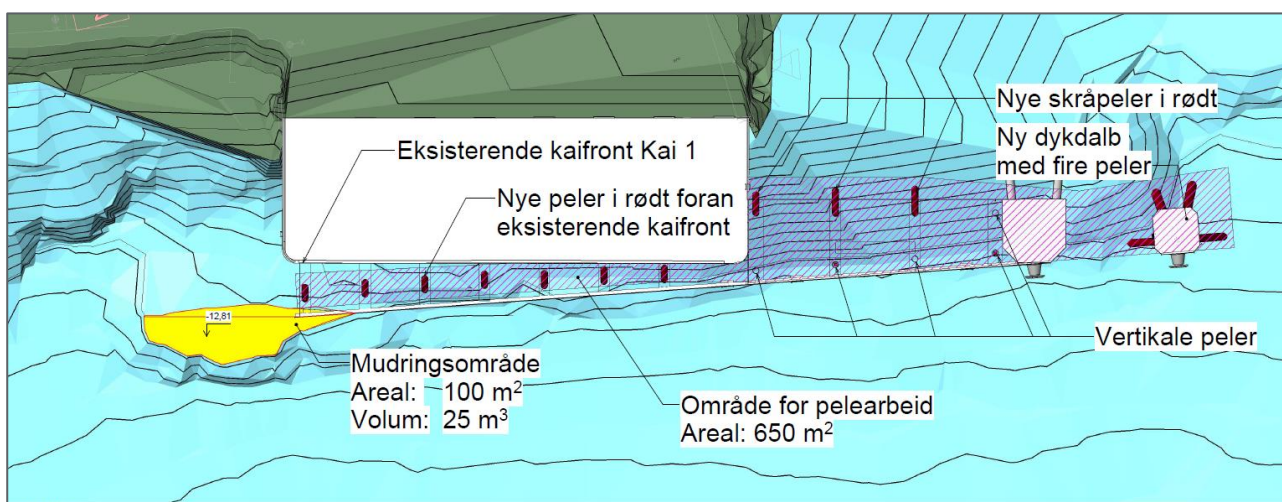 Nye skråpeler i rødt
Ny dykdalb
med fire peler
Eksisterende kaifront Kai 1
Nye peler i rødt foran
eksisterende kaifront
-12,81
Vertikale peler
Mudringsområde
Areal: 100 m²
Volum: 25 m³
Område for pelearbeid
Areal: 650 m²